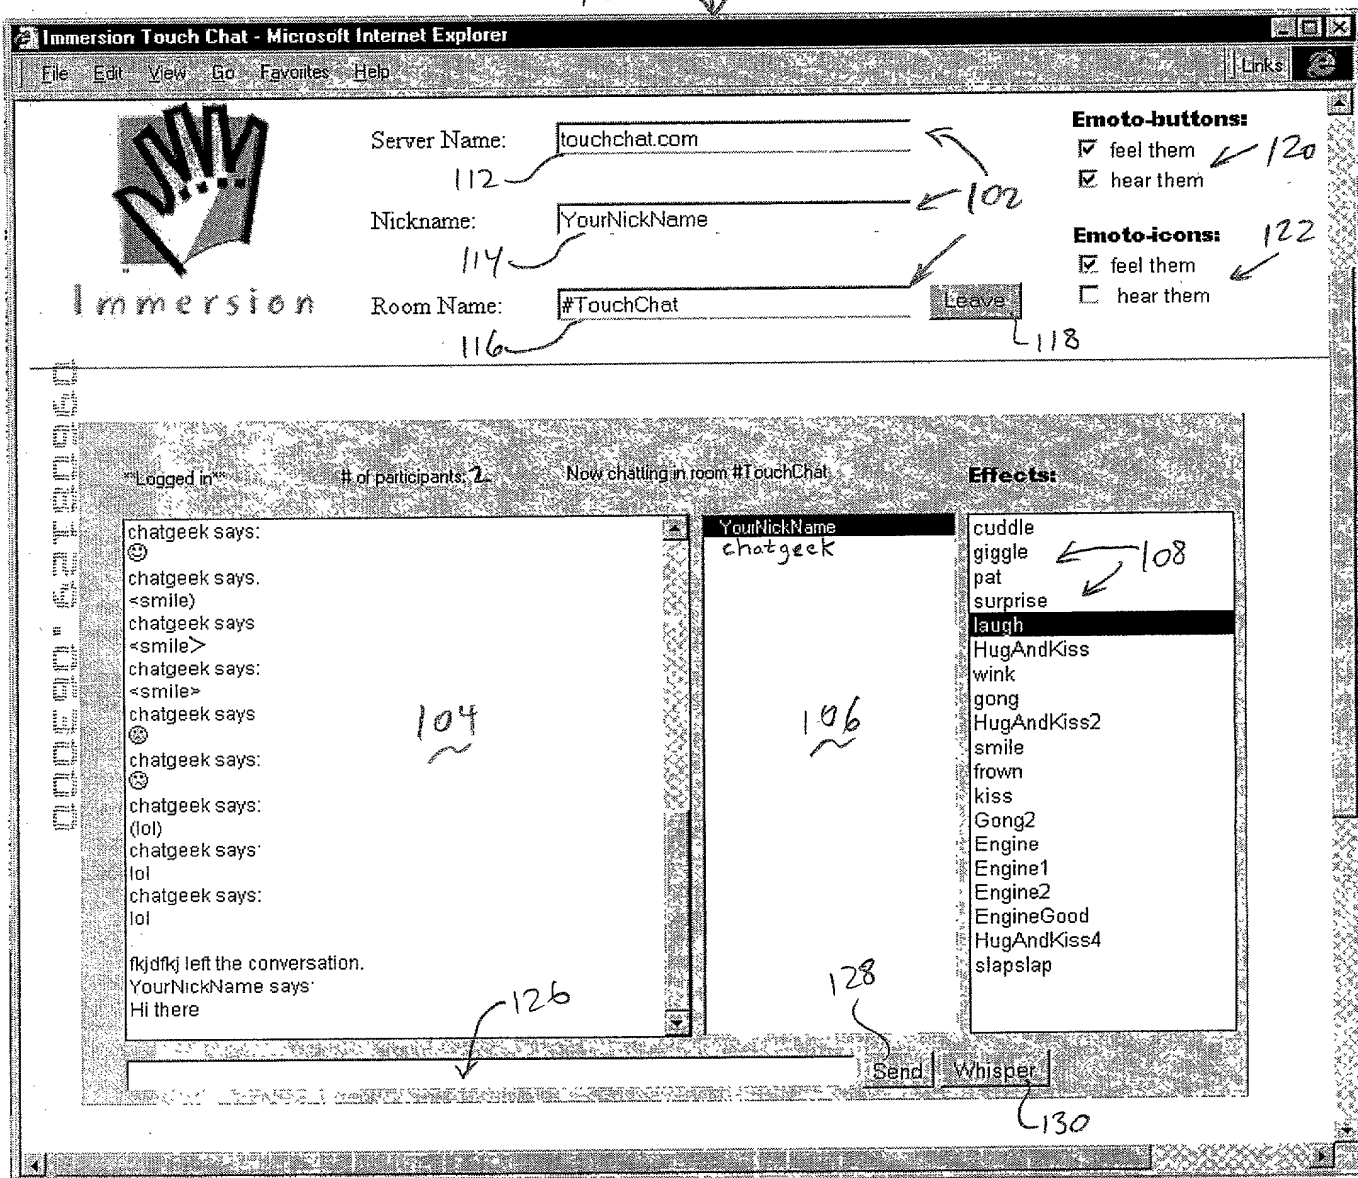 Immersion Touch Chat - Microsoft Internet Explorer
File Edit View Go Favorites Help Links
Server Name: touchchat.com
112
Nickname: YourNickName
114
Room Name: #TouchChat Leave
116
118
102
Emoto-buttons:
feel them
hear them
120
Emoto-icons:
122
feel them
hear them
Immersion
**Logged in** # of participants: 2 Now chatting in room #TouchChat Effects:
chatgeek says:
chatgeek says.
<smile)
chatgeek says
<smile>
chatgeek says:
<smile>
chatgeek says
chatgeek says:
chatgeek says:
(lol)
chatgeek says:
lol
chatgeek says:
lol
fkjdfkj left the conversation.
YourNickName says:
Hi there
104
YourNickName
chatgeek
106
cuddle
giggle
pat
surprise
laugh
HugAndKiss
wink
gong
HugAndKiss2
smile
frown
kiss
Gong2
Engine
Engine1
Engine2
EngineGood
HugAndKiss4
slapslap
108
126
128
Send Whisper
130